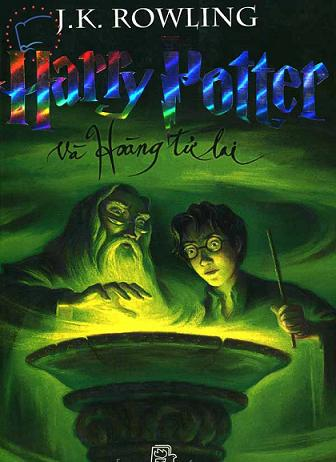 J.K. ROWLING
Harry Potter
và Hoàng tử lai